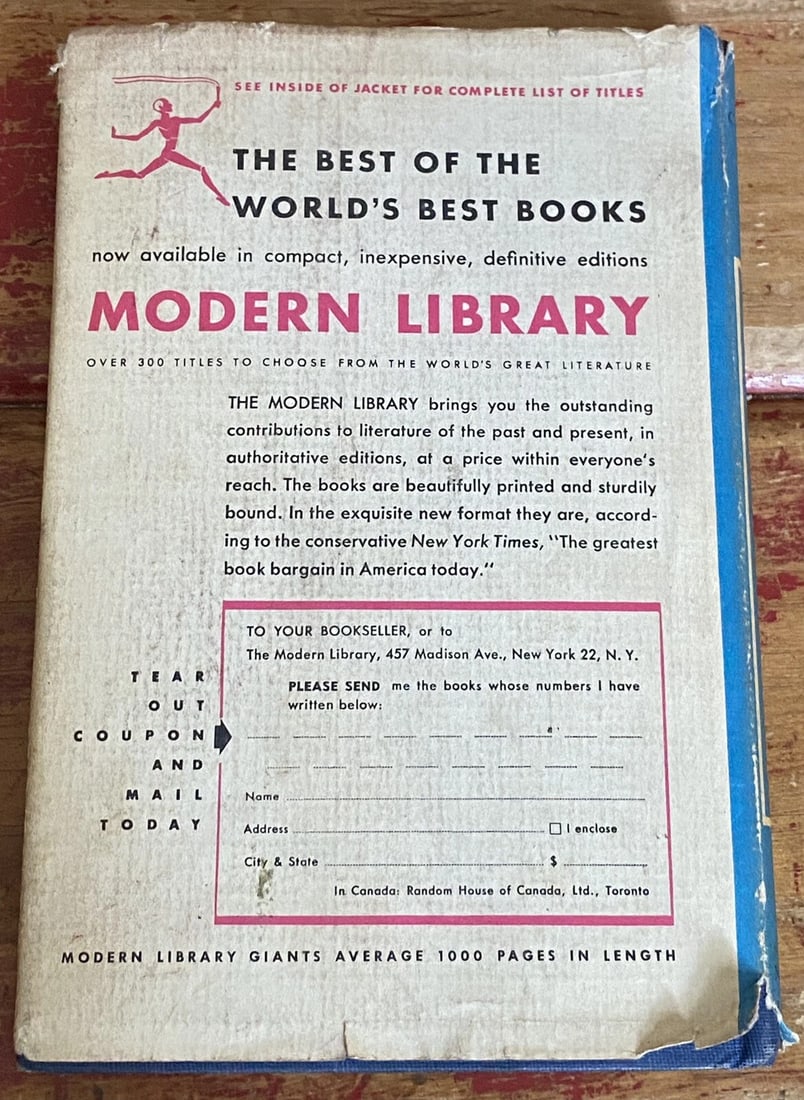 SEE INSIDE OF JACKET FOR COMPLETE LIST OF TITLES
THE BEST OF THE
WORLD'S BEST BOOKS
now available in compact, inexpensive, definitive editions
MODERN LIBRARY
OVER 300 TITLES TO CHOOSE FROM THE WORLD'S GREAT LITERATURE
THE MODERN LIBRARY brings you the outstanding
contributions to literature of the past and present, in
authoritative editions, at a price within everyone's
reach. The books are beautifully printed and sturdily
bound. In the exquisite new format they are, accord-
ing to the conservative New York Times, "The greatest
book bargain in America today."
TEAR
OUT
COUPON
AND
MAIL
TODAY
TO YOUR BOOKSELLER, or to
The Modern Library, 457 Madison Ave., New York 22, N. Y.
PLEASE SEND me the books whose numbers I have
written below:
Name
Address I enclose
City & State $
In Canada: Random House of Canada, Ltd., Toronto
MODERN LIBRARY GIANTS AVERAGE 1000 PAGES IN LENGTH